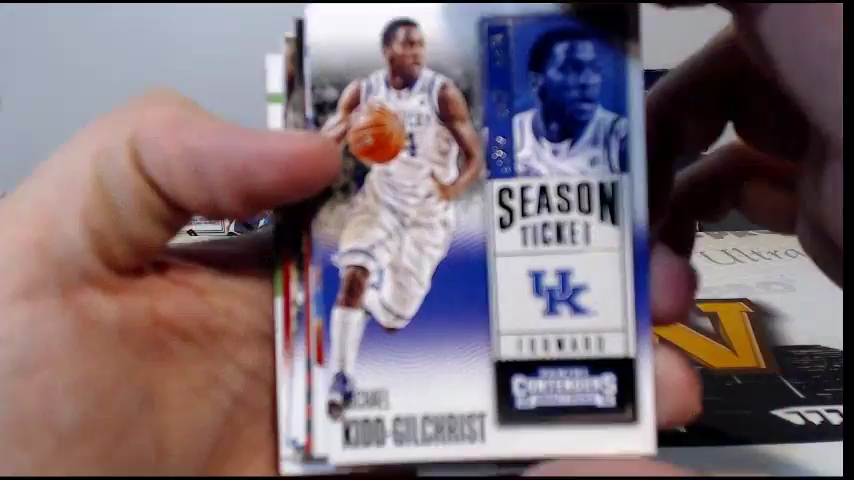 SEASON
TICKET
UK
FORWARD
PANINI
CONTENDERS
MICHAEL
KIDD-GILCHRIST
Ultra